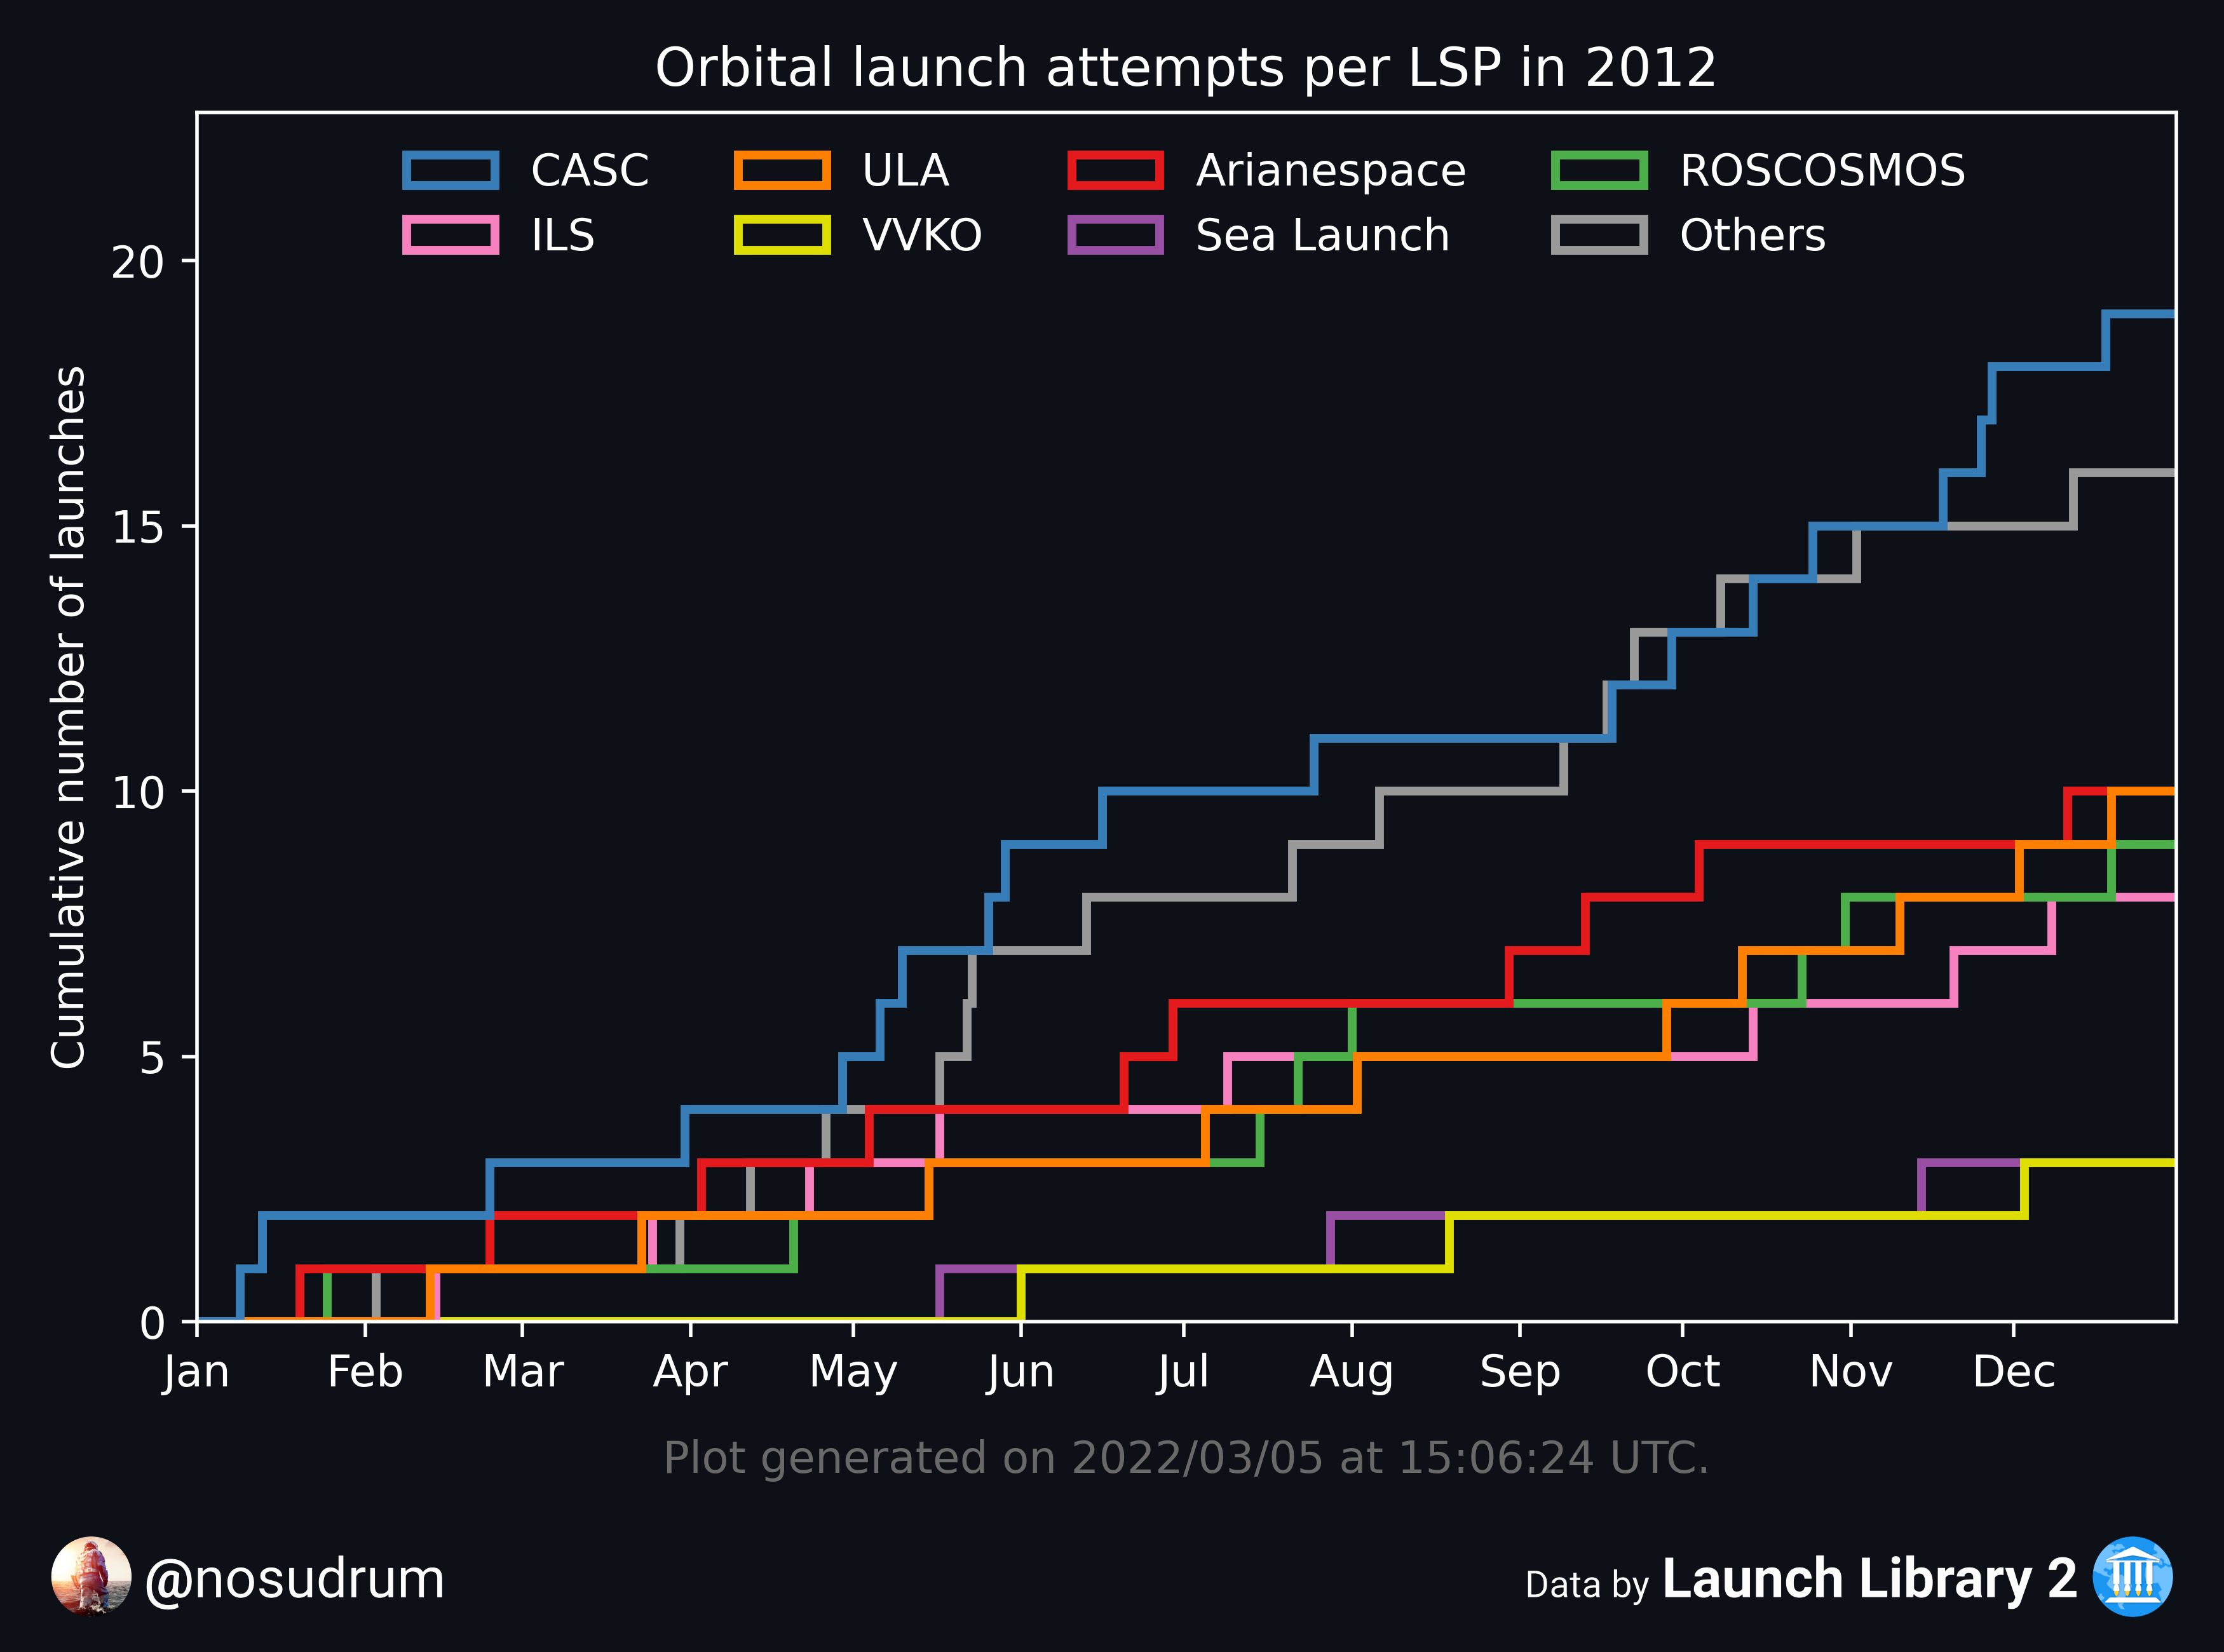 Orbital launch attempts per LSP in 2012
CASC ULA Arianespace ROSCOSMOS
ILS VVKO Sea Launch Others
Cumulative number of launches
20
15
10
5
0
Jan Feb Mar Apr May Jun Jul Aug Sep Oct Nov Dec
Plot generated on 2022/03/05 at 15:06:24 UTC.
@nosudrum
Data by Launch Library 2